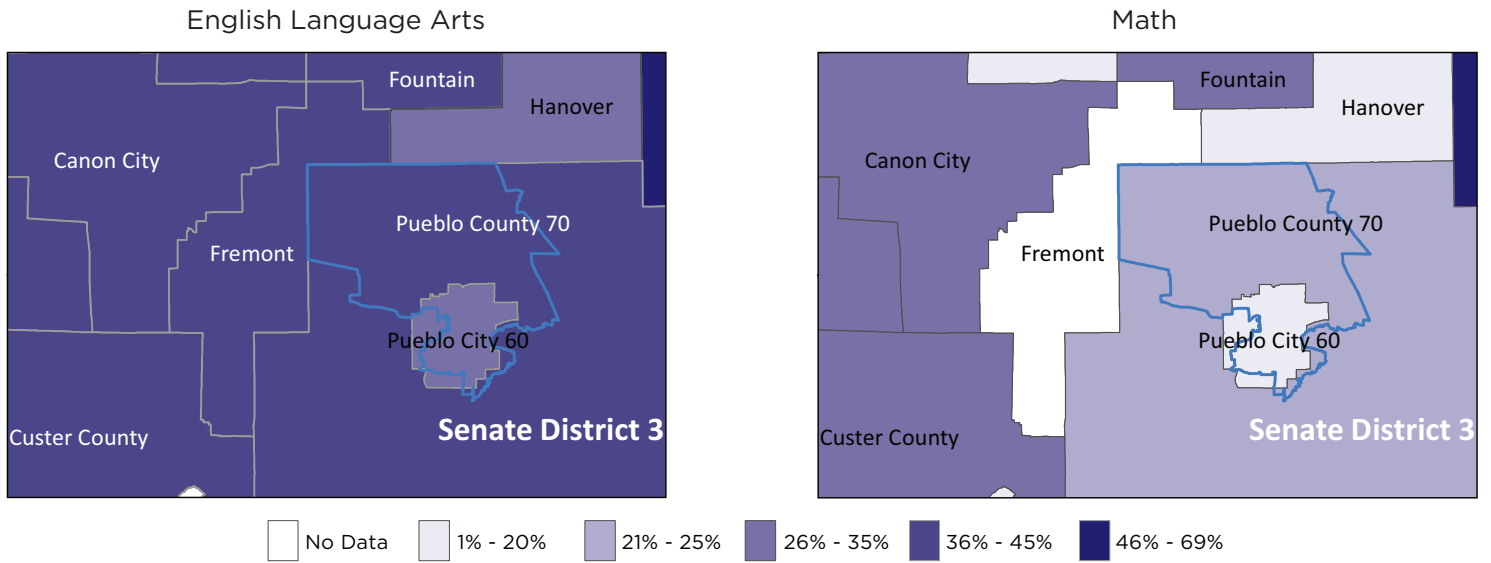 English Language Arts
Math
Fountain
Hanover
Canon City
Pueblo County 70
Fremont
Pueblo City 60
Senate District 3
Custer County
Fountain
Hanover
Canon City
Pueblo County 70
Fremont
Pueblo City 60
Senate District 3
Custer County
No Data
1% - 20%
21% - 25%
26% - 35%
36% - 45%
46% - 69%